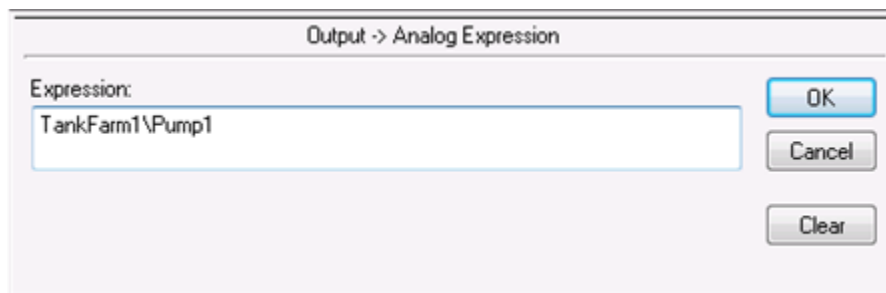 Output -> Analog Expression
Expression:
OK
TankFarm1\Pump1
Cancel
Clear